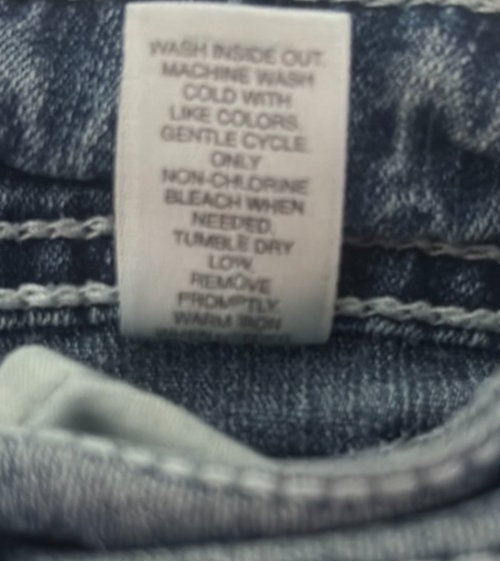 WASH INSIDE OUT.
MACHINE WASH
COLD WITH
LIKE COLORS.
GENTLE CYCLE.
ONLY
NON-CHLORINE
BLEACH WHEN
NEEDED.
TUMBLE DRY
LOW.
REMOVE
PROMPTLY.
WARM IRON